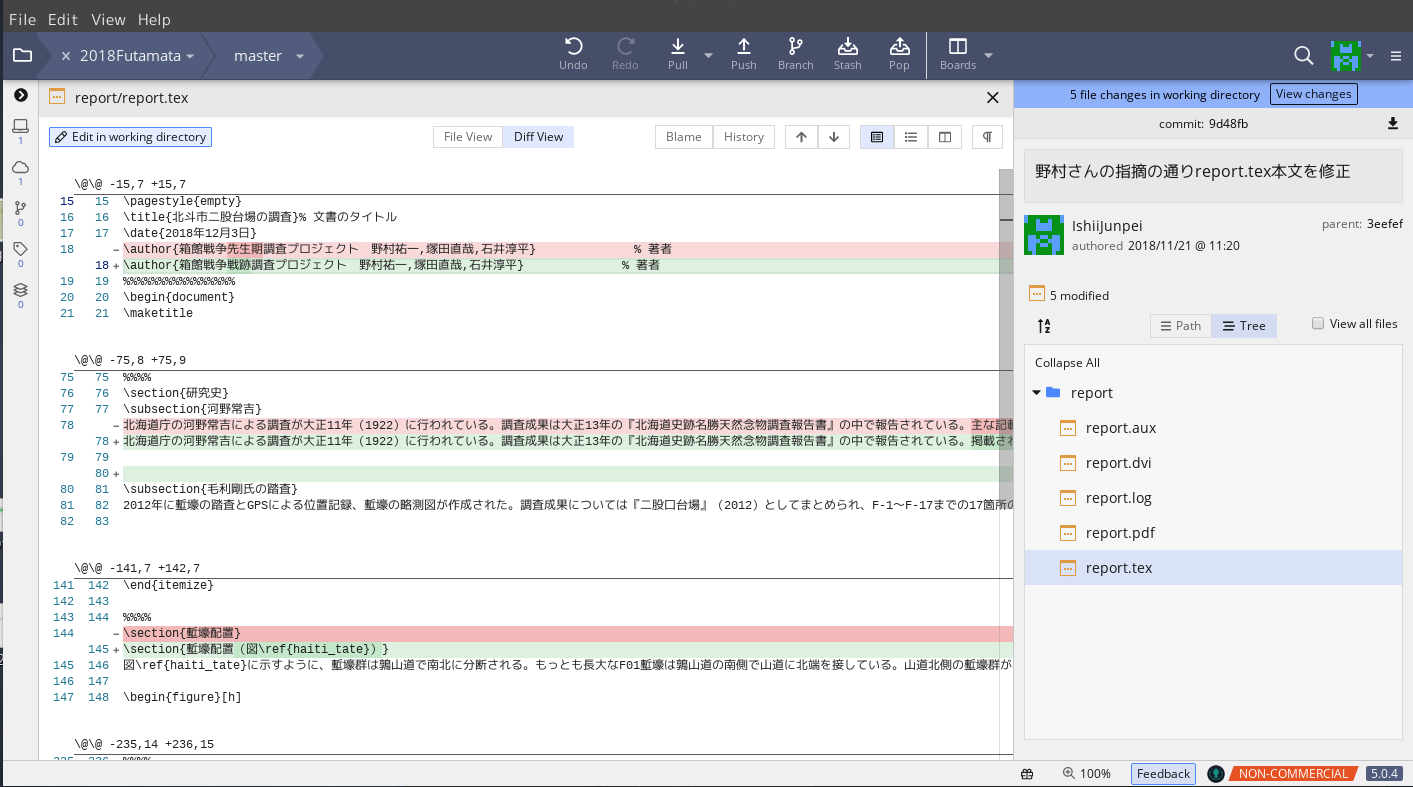 File Edit View Help
2018Futamata
master
Undo
Redo
Pull
Push
Branch
Stash
Pop
Boards
report/report.tex
5 file changes in working directory
View changes
Edit in working directory
File View
Diff View
Blame
History
commit: 9d48fb
1
1
0
0
0
\@\@ -15,7 +15,7
15 15 \pagestyle{empty}
16 16 \title{北斗市二股台場の調査}% 文書のタイトル
17 17 \date{2018年12月3日}
18 −\author{箱館戦争先生期調査プロジェクト　野村祐一,塚田直哉,石井淳平} % 著者
18 +\author{箱館戦争戦跡調査プロジェクト　野村祐一,塚田直哉,石井淳平} % 著者
19 19 %%%%%%%%%%%%%%%%
20 20 \begin{document}
21 21 \maketitle
\@\@ -75,8 +75,9
75 75 %%%%
76 76 \section{研究史}
77 77 \subsection{河野常吉}
78 −北海道庁の河野常吉による調査が大正11年（1922）に行われている。調査成果は大正13年の『北海道史跡名勝天然念物調査報告書』の中で報告されている。主な記載
78 +北海道庁の河野常吉による調査が大正11年（1922）に行われている。調査成果は大正13年の『北海道史跡名勝天然念物調査報告書』の中で報告されている。掲載され
79 79
80 +
80 81 \subsection{毛利剛氏の踏査}
81 82 2012年に塹壕の踏査とGPSによる位置記録、塹壕の略測図が作成された。調査成果については『二股口台場』（2012）としてまとめられ、F-1～F-17までの17箇所の
82 83
\@\@ -141,7 +142,7
141 142 \end{itemize}
142 143
143 144 %%%%
144 −\section{塹壕配置}
145 +\section{塹壕配置（図\ref{haiti_tate}）}
145 146 図\ref{haiti_tate}に示すように、塹壕群は鶉山道で南北に分断される。もっとも長大なF01塹壕は鶉山道の南側で山道に北端を接している。山道北側の塹壕群が
146 147
147 148 \begin{figure}[h]
\@\@ -235,14 +236,15
235 236 %%%%
野村さんの指摘の通りreport.tex本文を修正
IshiiJunpei
authored 2018/11/21 @ 11:20
parent: 3eefef
5 modified
Path
Tree
View all files
Collapse All
report
report.aux
report.dvi
report.log
report.pdf
report.tex
100%
Feedback
NON-COMMERCIAL
5.0.4